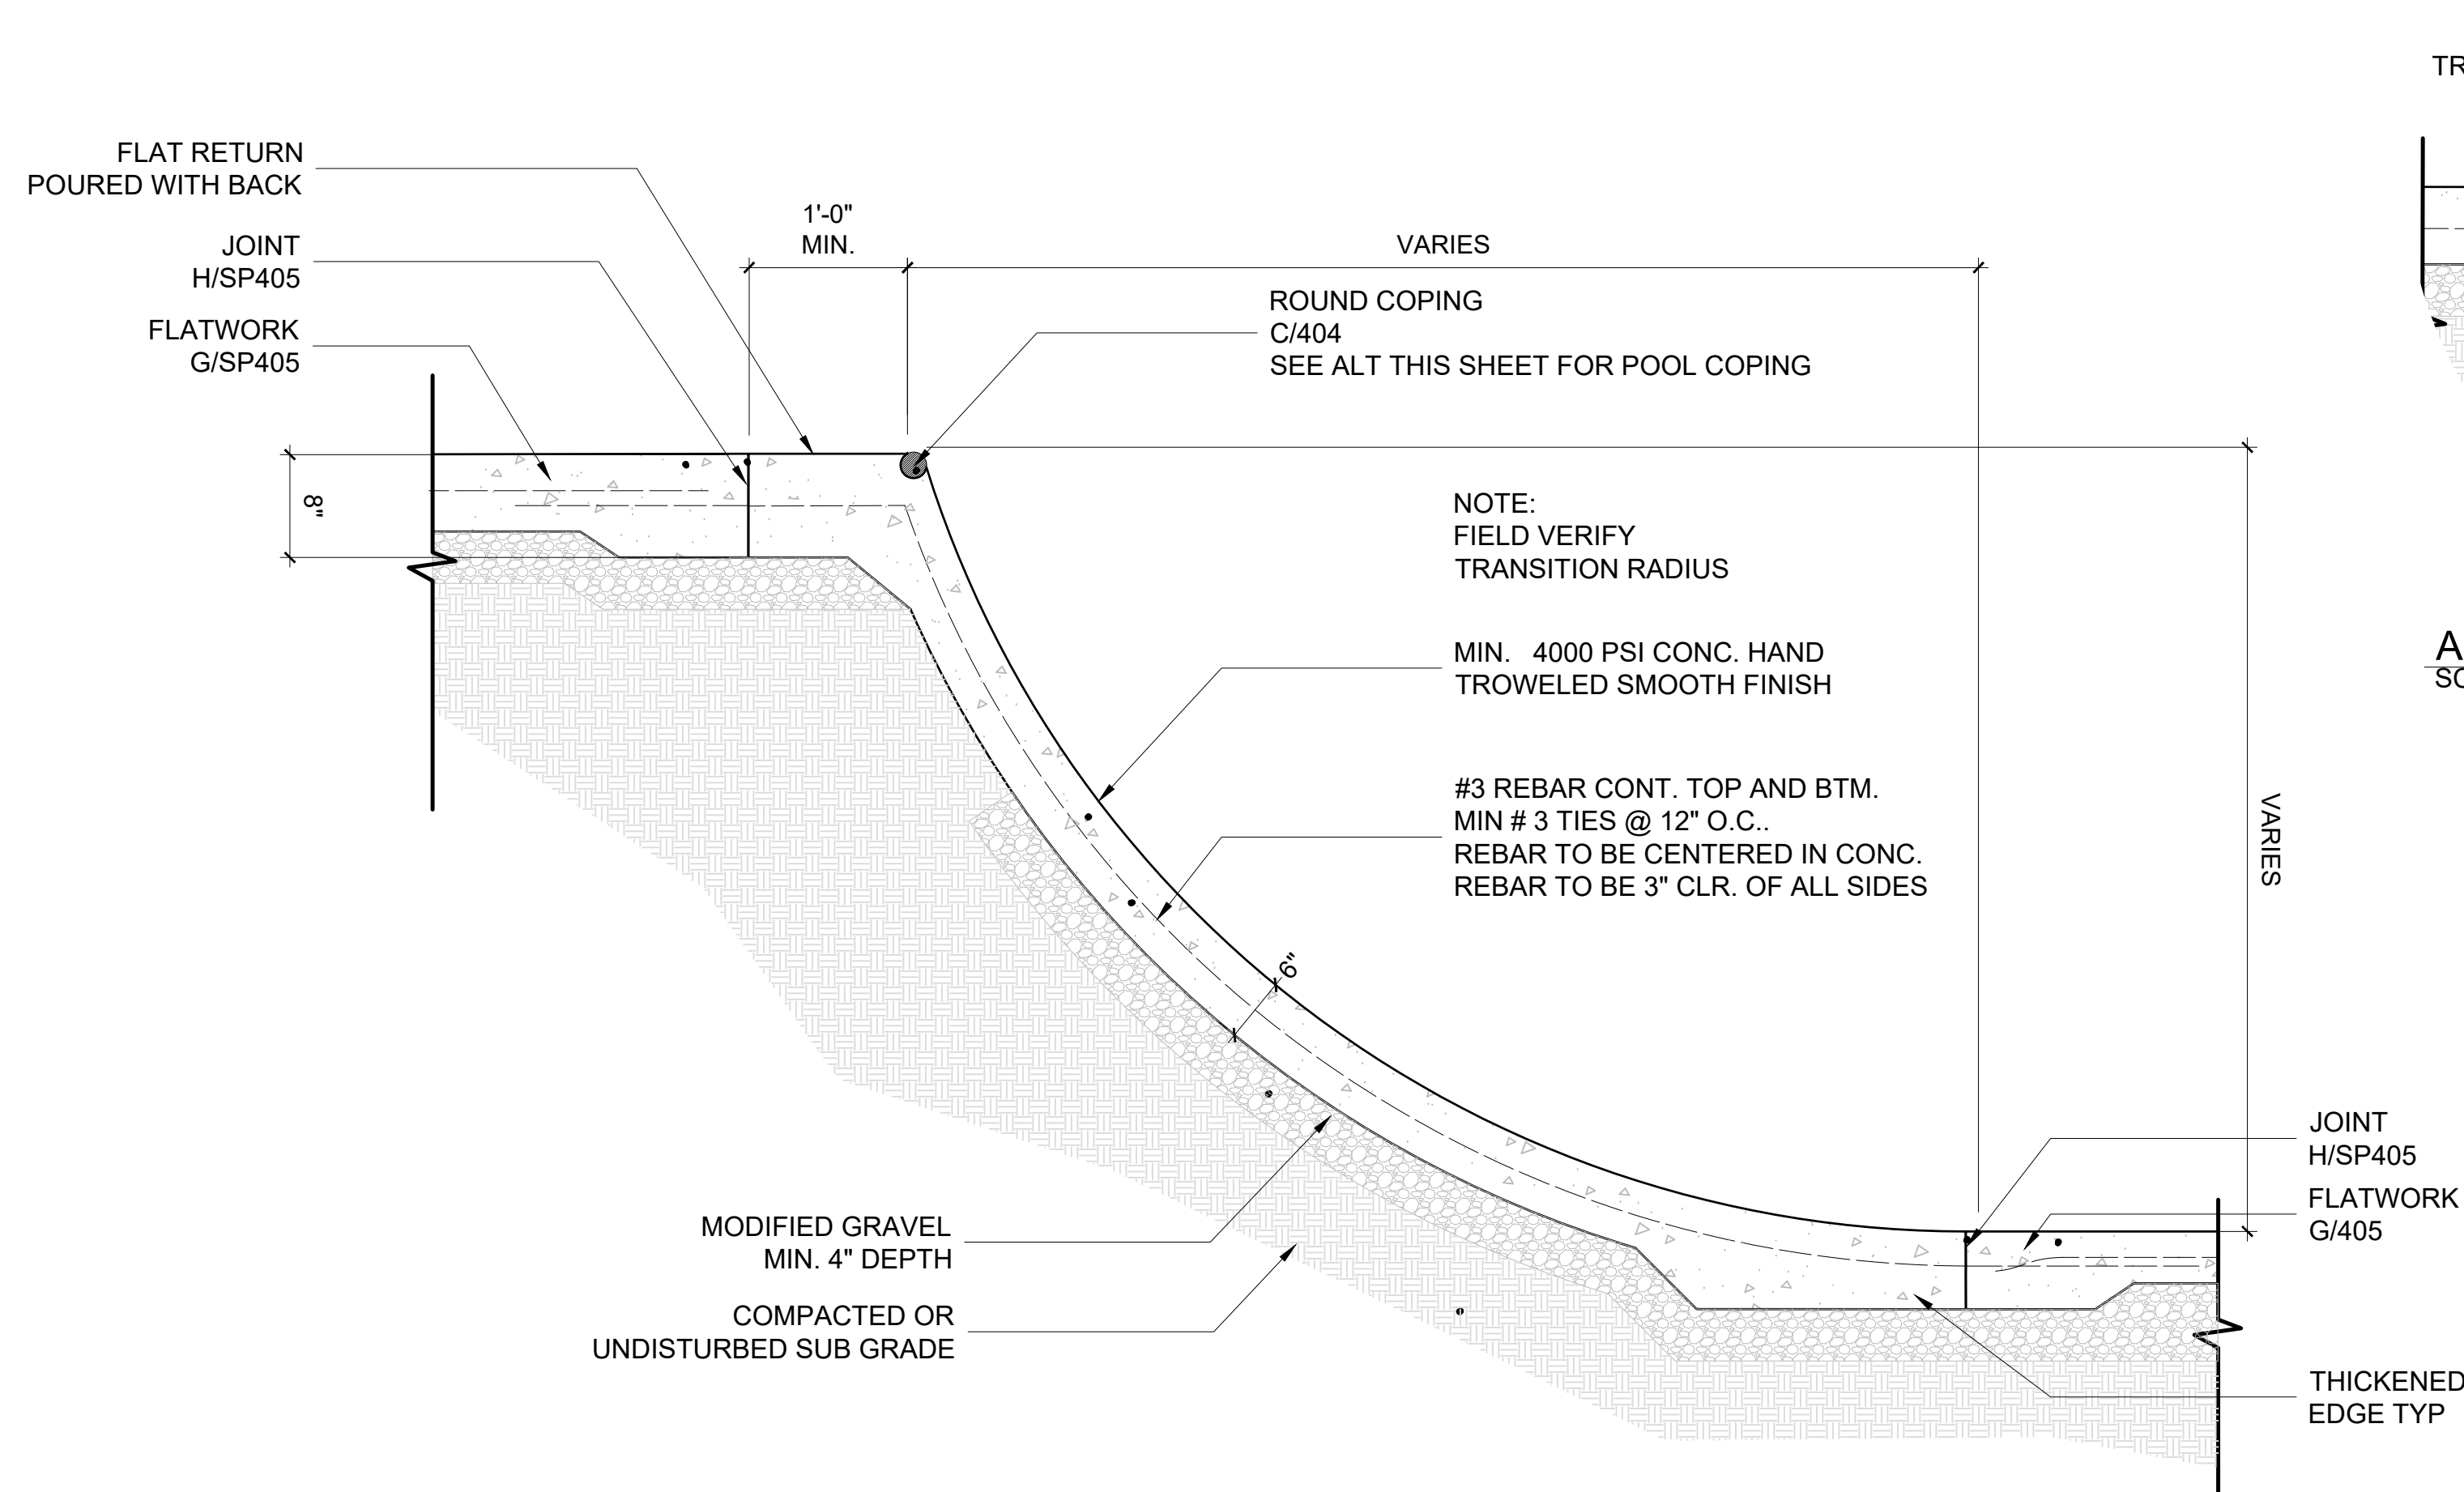 FLAT RETURN
POURED WITH BACK
JOINT
H/SP405
FLATWORK
G/SP405
8"
1'-0"
MIN.
VARIES
ROUND COPING
C/404
SEE ALT THIS SHEET FOR POOL COPING
NOTE:
FIELD VERIFY
TRANSITION RADIUS
MIN. 4000 PSI CONC. HAND
TROWELED SMOOTH FINISH
#3 REBAR CONT. TOP AND BTM.
MIN # 3 TIES @ 12" O.C..
REBAR TO BE CENTERED IN CONC.
REBAR TO BE 3" CLR. OF ALL SIDES
6"
VARIES
MODIFIED GRAVEL
MIN. 4" DEPTH
COMPACTED OR
UNDISTURBED SUB GRADE
JOINT
H/SP405
FLATWORK
G/405
THICKENED
EDGE TYP
TR
A